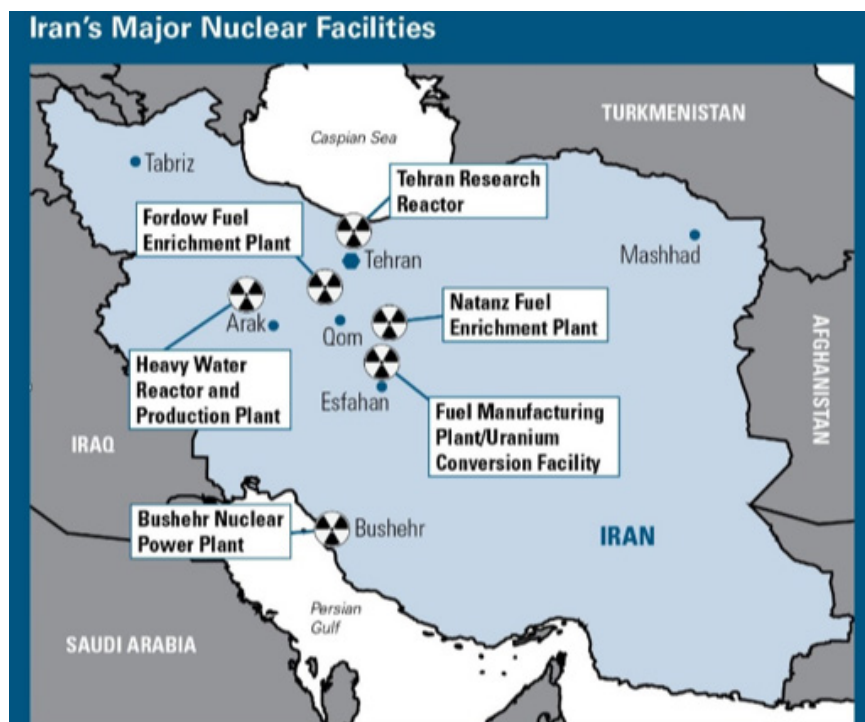 Iran's Major Nuclear Facilities
TURKMENISTAN
Caspian Sea
Tabriz
Tehran Research
Reactor
Fordow Fuel
Enrichment Plant
Tehran
Mashhad
Natanz Fuel
Enrichment Plant
Arak
Qom
Heavy Water
Reactor and
Production Plant
Esfahan
Fuel Manufacturing
Plant/Uranium
Conversion Facility
AFGHANISTAN
IRAQ
Bushehr Nuclear
Power Plant
Bushehr
IRAN
Persian
Gulf
SAUDI ARABIA